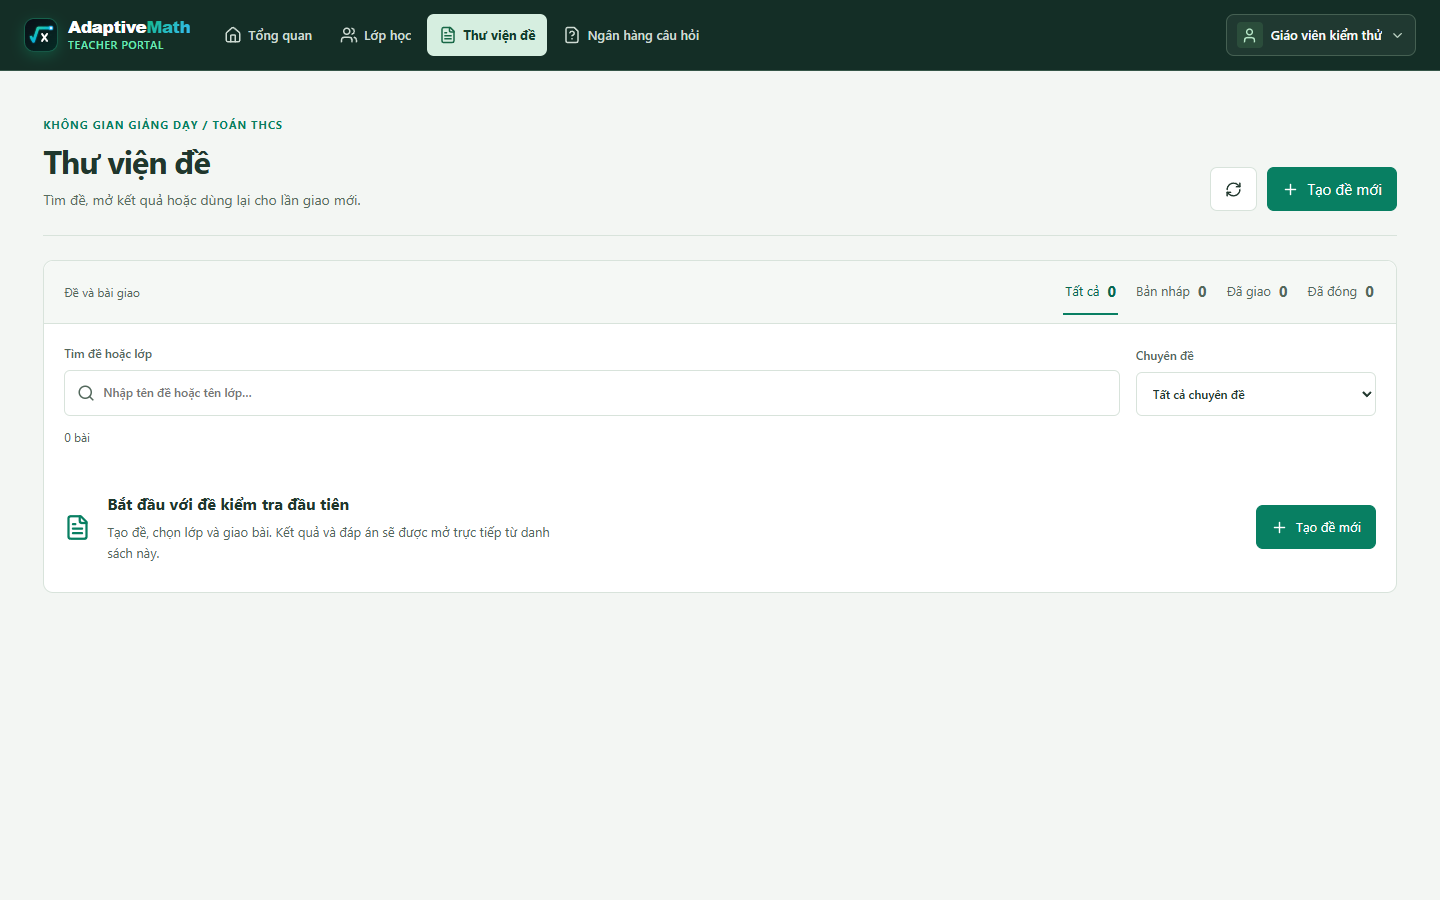 AdaptiveMath
TEACHER PORTAL
Tổng quan
Lớp học
Thư viện đề
Ngân hàng câu hỏi
Giáo viên kiểm thử
KHÔNG GIAN GIẢNG DẠY / TOÁN THCS
Thư viện đề
Tìm đề, mở kết quả hoặc dùng lại cho lần giao mới.
Tạo đề mới
Đề và bài giao
Tất cả 0
Bản nháp 0
Đã giao 0
Đã đóng 0
Tìm đề hoặc lớp
Chuyên đề
Nhập tên đề hoặc tên lớp...
Tất cả chuyên đề
0 bài
Bắt đầu với đề kiểm tra đầu tiên
Tạo đề, chọn lớp và giao bài. Kết quả và đáp án sẽ được mở trực tiếp từ danh
sách này.
Tạo đề mới